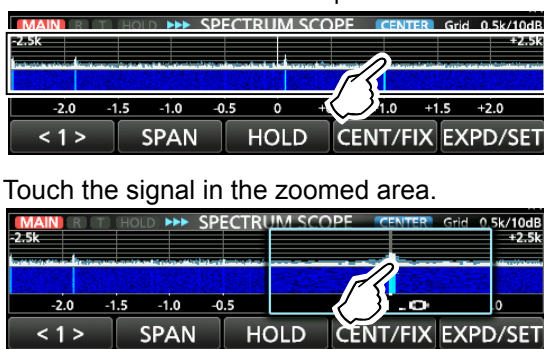 MAIN R T HOLD ▶▶▶ SPECTRUM SCOPE CENTER Grid 0.5k/10dB
-2.5k +2.5k
-2.0 -1.5 -1.0 -0.5 0 1.0 +1.5 +2.0
< 1 > SPAN HOLD CENT/FIX EXPD/SET
Touch the signal in the zoomed area.
MAIN R T HOLD ▶▶▶ SPECTRUM SCOPE CENTER Grid 0.5k/10dB
-2.5k +2.5k
-2.0 -1.5 -1.0 -0.5
< 1 > SPAN HOLD CENT/FIX EXPD/SET